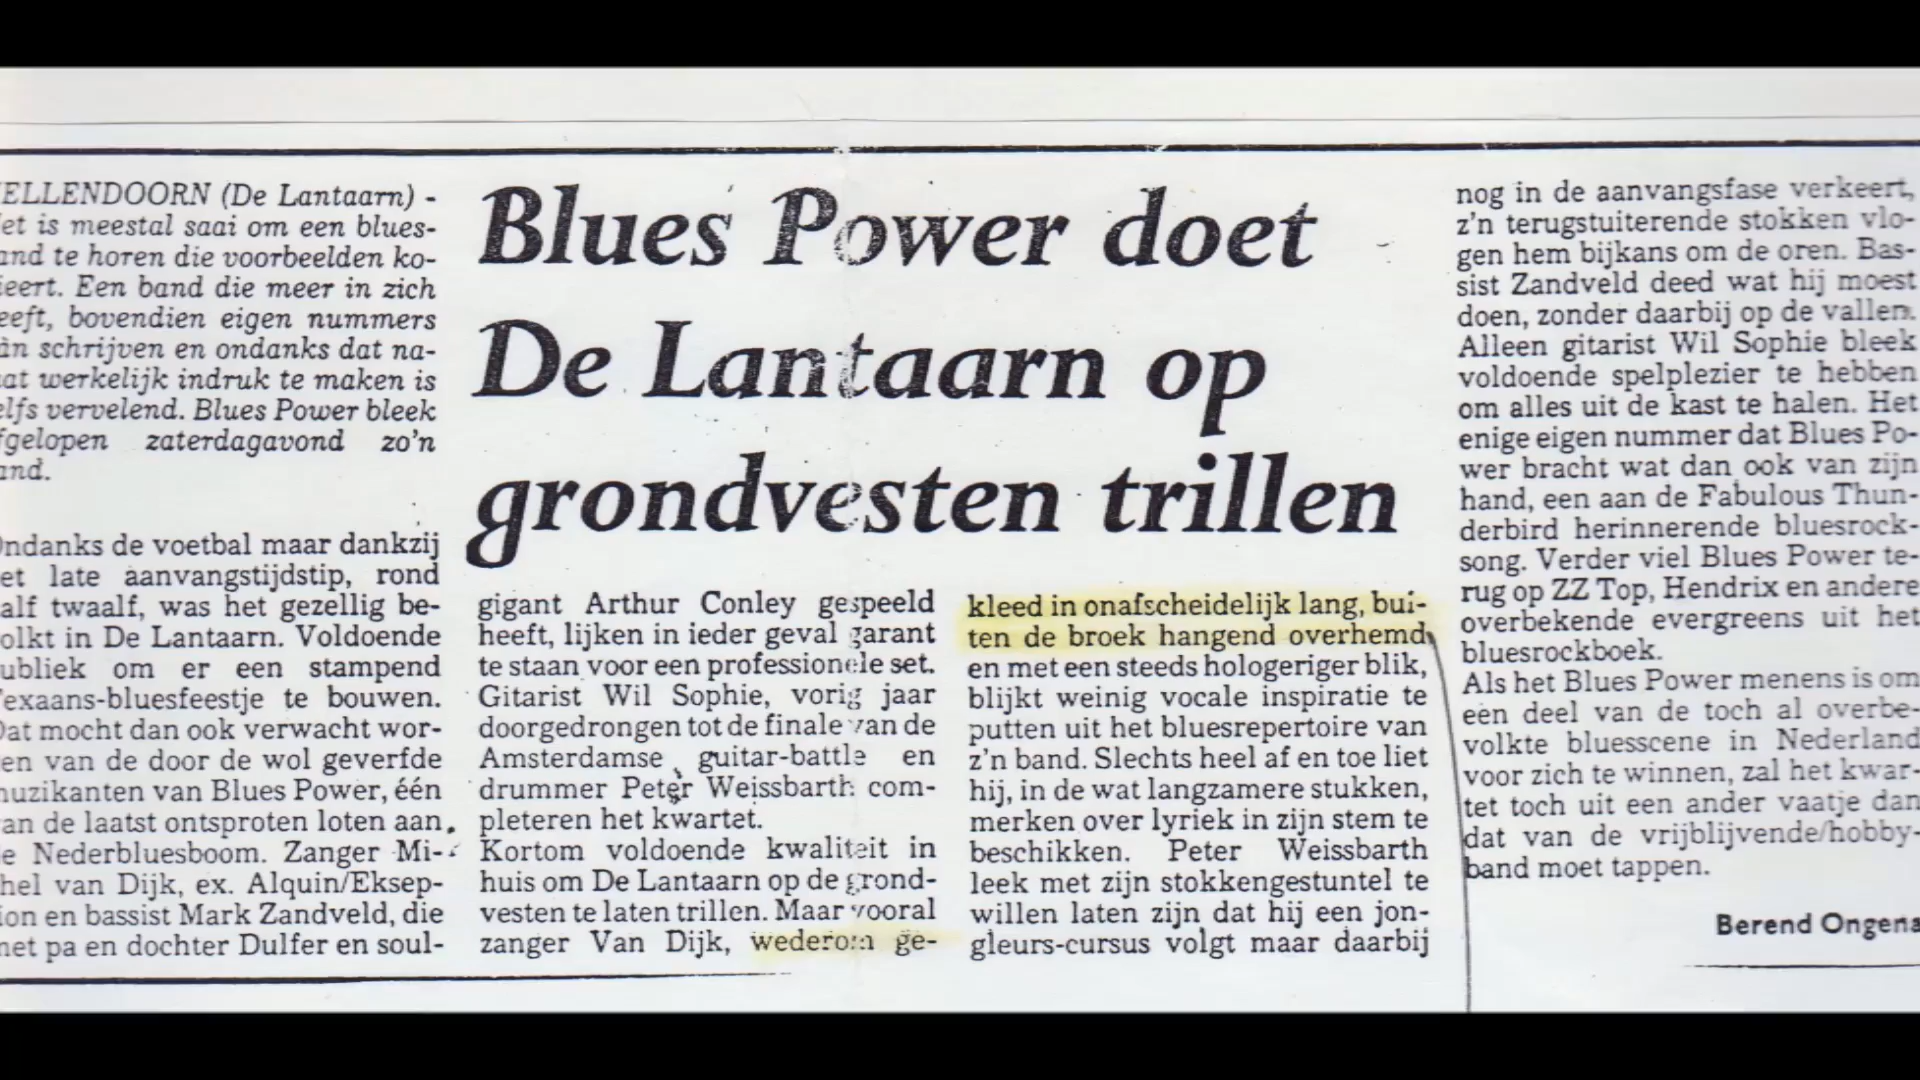 Blues Power doet
De Lantaarn op
grondvesten trillen
ELLENDOORN (De Lantaarn) -
et is meestal saai om een blues-
and te horen die voorbeelden ko-
ieert. Een band die meer in zich
eeft, bovendien eigen nummers
àn schrijven en ondanks dat na-
at werkelijk indruk te maken is
elfs vervelend. Blues Power bleek
fgelopen zaterdagavond zo'n
and.
Ondanks de voetbal maar dankzij
et late aanvangstijdstip, rond
alf twaalf, was het gezellig be-
olkt in De Lantaarn. Voldoende
ubliek om er een stampend
Texaans-bluesfeestje te bouwen.
Dat mocht dan ook verwacht wor-
en van de door de wol geverfde
muzikanten van Blues Power, één
van de laatst ontsproten loten aan
e Nederbluesboom. Zanger Mi-
hel van Dijk, ex. Alquin/Eksep-
ion en bassist Mark Zandveld, die
met pa en dochter Dulfer en soul-
gigant Arthur Conley gespeeld
heeft, lijken in ieder geval garant
te staan voor een professionele set.
Gitarist Wil Sophie, vorig jaar
doorgedrongen tot de finale van de
Amsterdamse guitar-battle en
drummer Peter Weissbarth com-
pleteren het kwartet.
Kortom voldoende kwaliteit in
huis om De Lantaarn op de grond-
vesten te laten trillen. Maar vooral
zanger Van Dijk, wederom ge-
kleed in onafscheidelijk lang, bui-
ten de broek hangend overhemd
en met een steeds hologeriger blik,
blijkt weinig vocale inspiratie te
putten uit het bluesrepertoire van
z'n band. Slechts heel af en toe liet
hij, in de wat langzamere stukken,
merken over lyriek in zijn stem te
beschikken. Peter Weissbarth
leek met zijn stokkengestuntel te
willen laten zijn dat hij een jon-
gleurs-cursus volgt maar daarbij
nog in de aanvangsfase verkeert,
z'n terugstuiterende stokken vlo-
gen hem bijkans om de oren. Bas-
sist Zandveld deed wat hij moest
doen, zonder daarbij op de vallen.
Alleen gitarist Wil Sophie bleek
voldoende spelplezier te hebben
om alles uit de kast te halen. Het
enige eigen nummer dat Blues Po-
wer bracht wat dan ook van zijn
hand, een aan de Fabulous Thun-
derbird herinnerende bluesrock-
song. Verder viel Blues Power te-
rug op ZZ Top, Hendrix en andere
overbekende evergreens uit het
bluesrockboek.
Als het Blues Power menens is om
een deel van de toch al overbe-
volkte bluesscene in Nederland
voor zich te winnen, zal het kwar-
tet toch uit een ander vaatje dan
dat van de vrijblijvende/hobby-
band moet tappen.
Berend Ongena